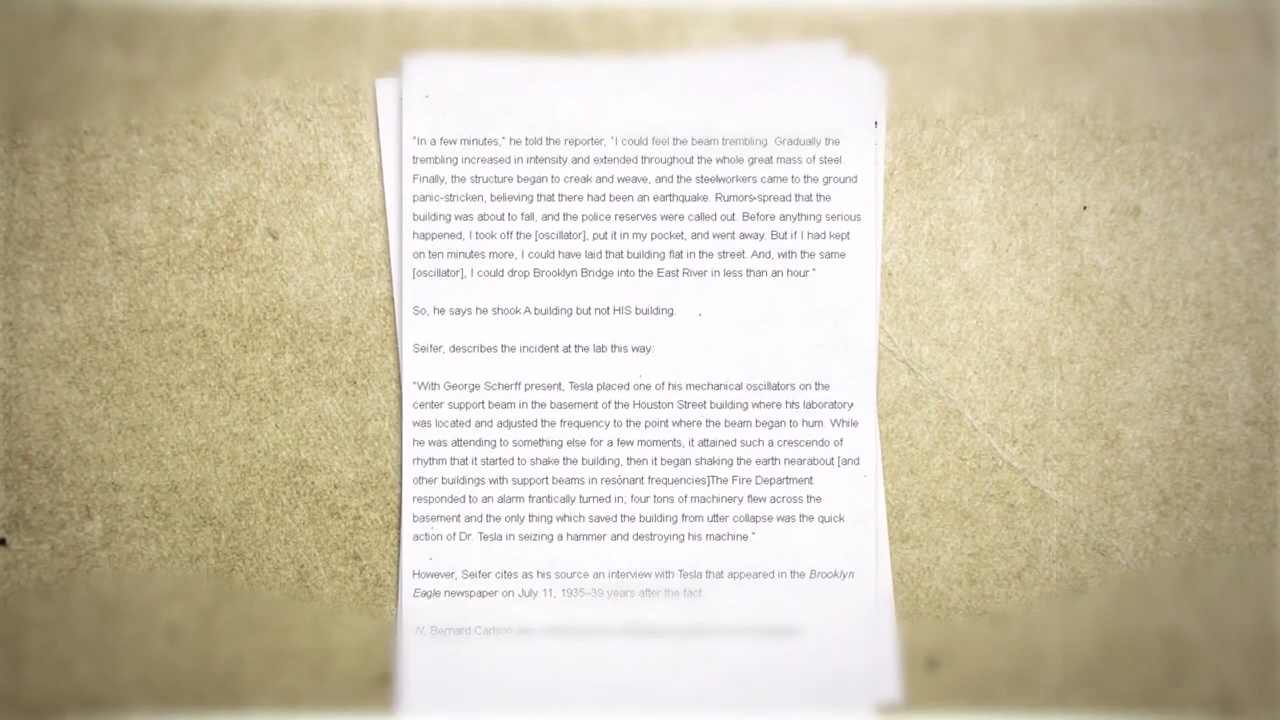 "In a few minutes," he told the reporter, "I could feel the beam trembling. Gradually the
trembling increased in intensity and extended throughout the whole great mass of steel.
Finally, the structure began to creak and weave, and the steelworkers came to the ground
panic-stricken, believing that there had been an earthquake. Rumors spread that the
building was about to fall, and the police reserves were called out. Before anything serious
happened, I took off the [oscillator], put it in my pocket, and went away. But if I had kept
on ten minutes more, I could have laid that building flat in the street. And, with the same
[oscillator], I could drop Brooklyn Bridge into the East River in less than an hour."
So, he says he shook A building but not HIS building.
Seifer, describes the incident at the lab this way:
"With George Scherff present, Tesla placed one of his mechanical oscillators on the
center support beam in the basement of the Houston Street building where his laboratory
was located and adjusted the frequency to the point where the beam began to hum. While
he was attending to something else for a few moments, it attained such a crescendo of
rhythm that it started to shake the building, then it began shaking the earth nearabout [and
other buildings with support beams in resonant frequencies]The Fire Department
responded to an alarm frantically turned in; four tons of machinery flew across the
basement and the only thing which saved the building from utter collapse was the quick
action of Dr. Tesla in seizing a hammer and destroying his machine."
However, Seifer cites as his source an interview with Tesla that appeared in the Brooklyn
Eagle newspaper on July 11, 1935–39 years after the fact.
W. Bernard Carlson